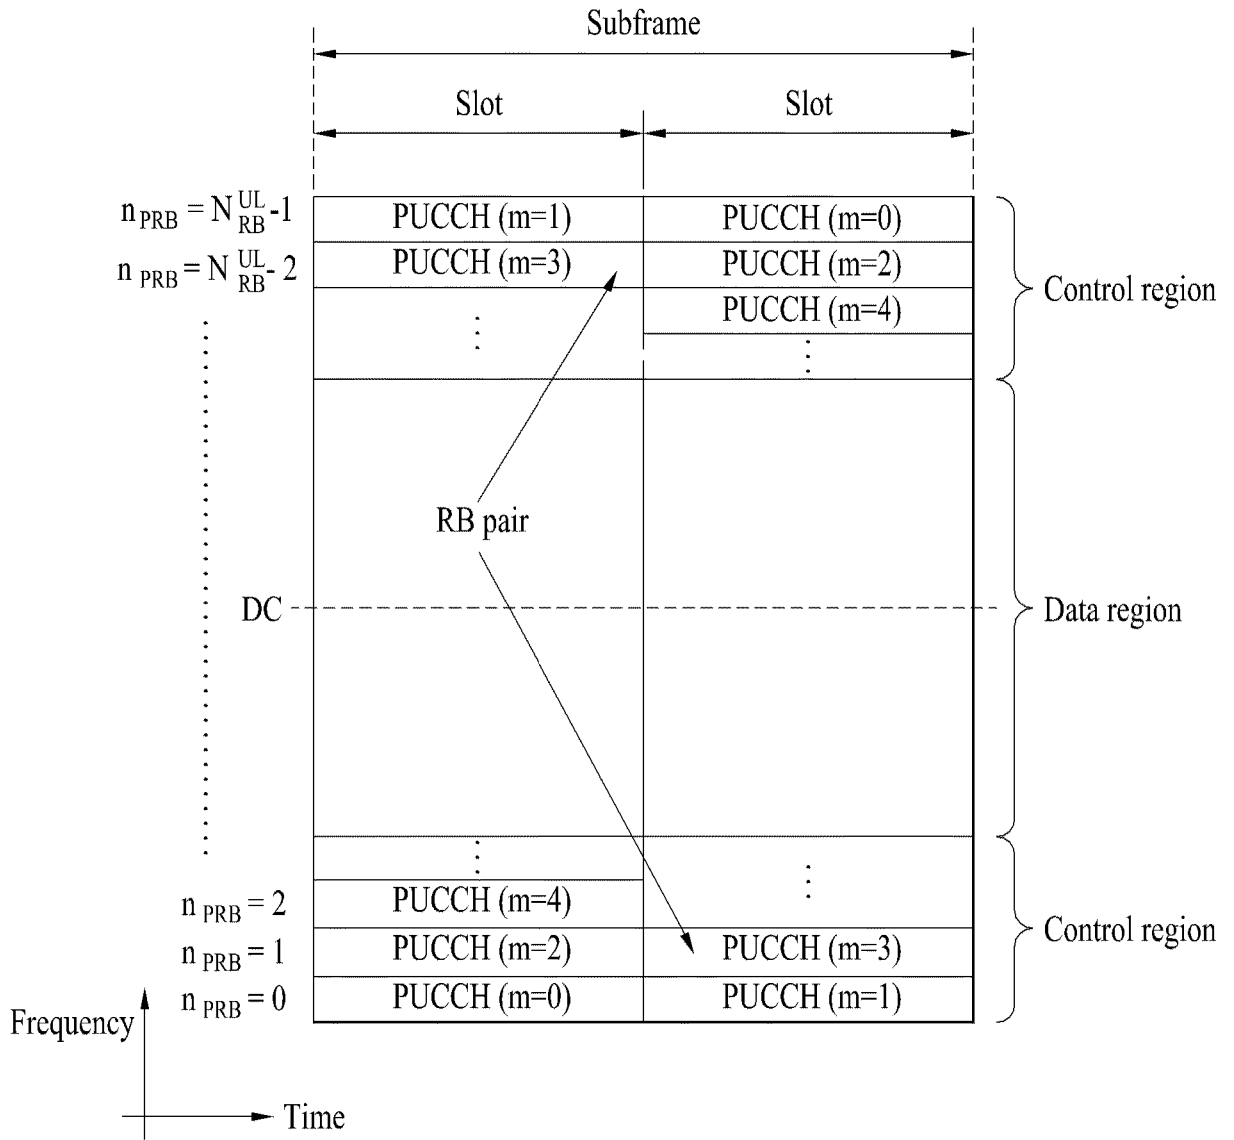 Subframe
Slot Slot
n PRB = N UL RB -1 PUCCH (m=1) PUCCH (m=0)
n PRB = N UL RB - 2 PUCCH (m=3) PUCCH (m=2)
Control region
PUCCH (m=4)
RB pair
DC
Data region
n PRB = 2 PUCCH (m=4)
Control region
n PRB = 1 PUCCH (m=2) PUCCH (m=3)
n PRB = 0 PUCCH (m=0) PUCCH (m=1)
Frequency
Time